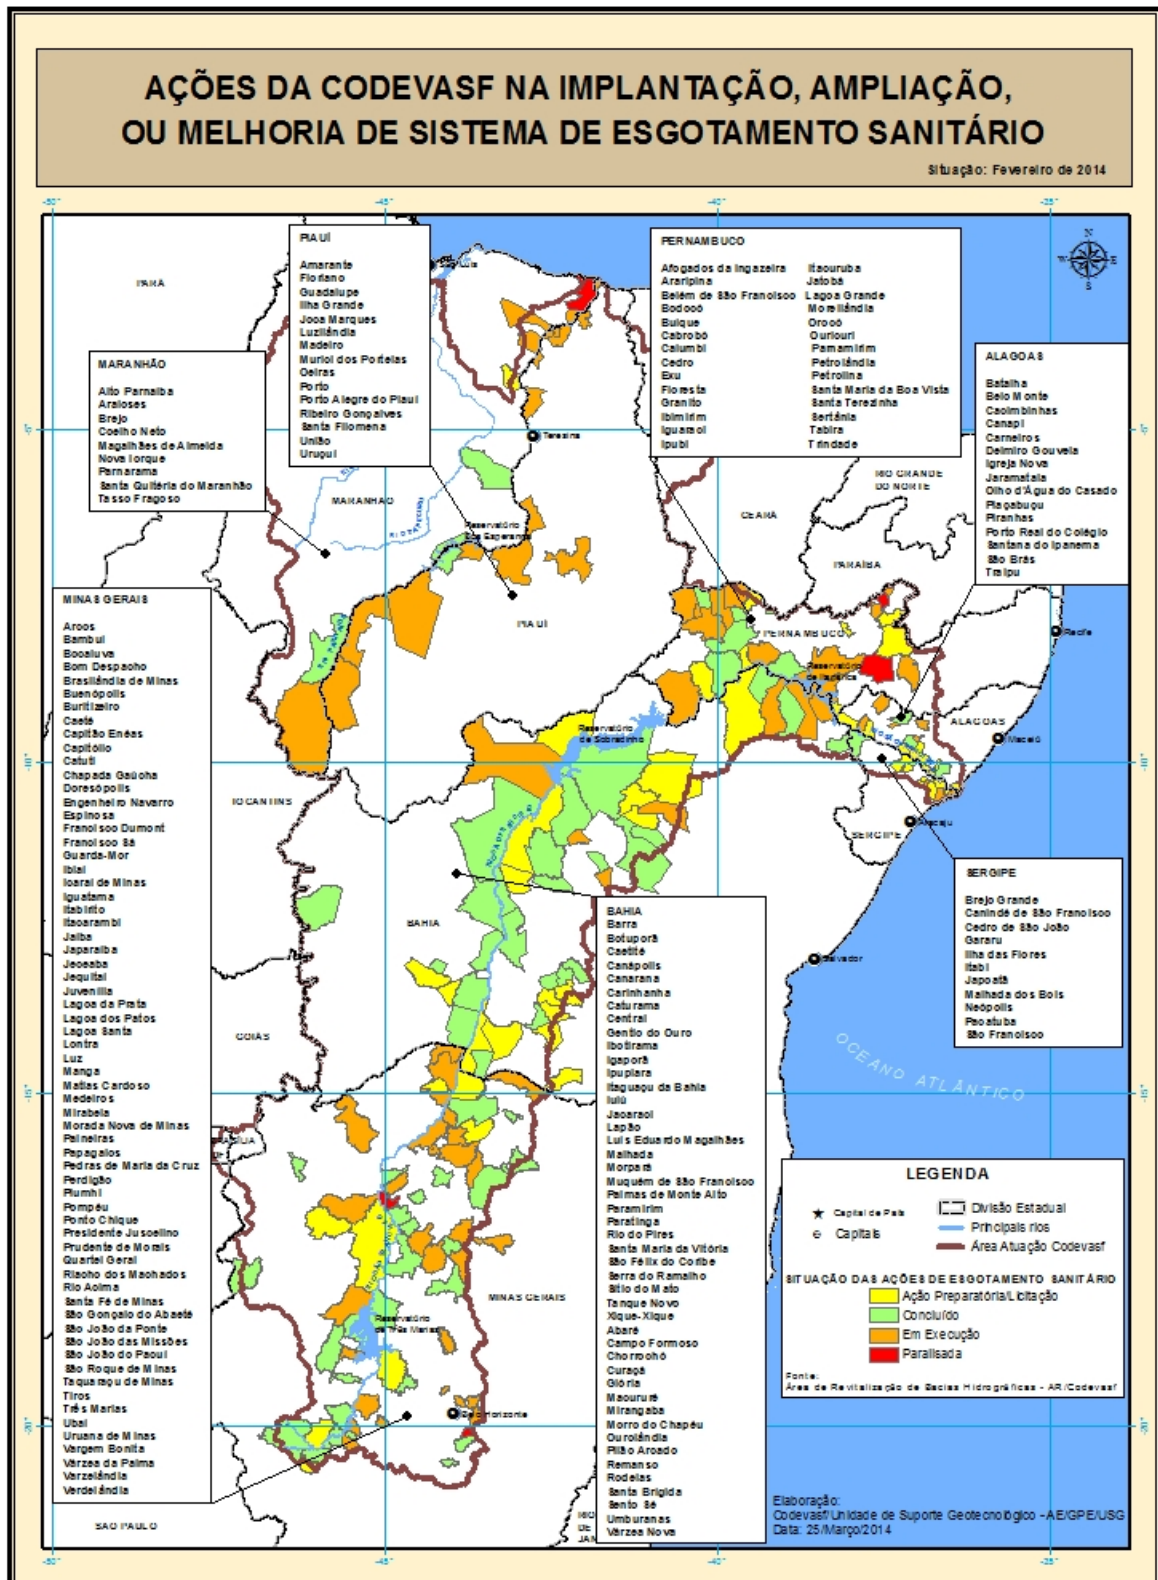 AÇÕES DA CODEVASF NA IMPLANTAÇÃO, AMPLIAÇÃO,
OU MELHORIA DE SISTEMA DE ESGOTAMENTO SANITÁRIO
Situação: Fevereiro de 2014
PIAUÍ
Amarante
Floriano
Guadalupe
Ilha Grande
Joca Marques
Luzilândia
Madeiro
Murici dos Portelas
Oeiras
Porto
Porto Alegre do Piauí
Ribeiro Gonçalves
Santa Filomena
União
Uruçuí
PERNAMBUCO
Afogados da Ingazeira
Araripina
Belém de São Francisco
Bodocó
Buíque
Cabrobó
Calumbi
Cedro
Exu
Floresta
Granito
Ibimirim
Iguaraci
Ipubi
Itacuruba
Jatobá
Lagoa Grande
Moreilândia
Orocó
Ouricuri
Parnamirim
Petrolândia
Petrolina
Santa Maria da Boa Vista
Santa Terezinha
Sertânia
Tabira
Trindade
MARANHÃO
Alto Parnaíba
Araioses
Brejo
Coelho Neto
Magalhães de Almeida
Nova Iorque
Parnarama
Santa Quitéria do Maranhão
Tasso Fragoso
ALAGOAS
Batalha
Belo Monte
Cacimbinhas
Canapi
Carneiros
Delmiro Gouveia
Igreja Nova
Jaramataia
Olho d'Água do Casado
Piaçabuçu
Piranhas
Porto Real do Colégio
Santana do Ipanema
São Brás
Traipu
MINAS GERAIS
Arcos
Bambuí
Bocaiuva
Bom Despacho
Brasilândia de Minas
Buenópolis
Buritizeiro
Caeté
Capitão Enéas
Capitólio
Catuti
Chapada Gaúcha
Doresópolis
Engenheiro Navarro
Espinosa
Francisco Dumont
Francisco Sá
Guarda-Mor
Ibiaí
Icaraí de Minas
Iguatama
Itabirito
Itacarambi
Jaíba
Japaraíba
Jeceaba
Jequitaí
Juvenília
Lagoa da Prata
Lagoa dos Patos
Lagoa Santa
Lontra
Luz
Manga
Matias Cardoso
Medeiros
Mirabela
Morada Nova de Minas
Paineiras
Papagaios
Pedras de Maria da Cruz
Perdigão
Piumhi
Pompéu
Ponto Chique
Presidente Juscelino
Prudente de Morais
Quartel Geral
Riacho dos Machados
Rio Acima
Santa Fé de Minas
São Gonçalo do Abaeté
São João da Ponte
São João das Missões
São João do Pacuí
São Roque de Minas
Taquaraçu de Minas
Tiros
Três Marias
Ubaí
Uruana de Minas
Vargem Bonita
Várzea da Palma
Varzelândia
Verdelândia
BAHIA
Barra
Botuporã
Caetité
Canápolis
Canarana
Carinhanha
Caturama
Central
Gentio do Ouro
Ibotirama
Igaporã
Ipupiara
Itaguaçu da Bahia
Iuiú
Jacaraci
Lapão
Luis Eduardo Magalhães
Malhada
Morpará
Muquém de São Francisco
Palmas de Monte Alto
Paramirim
Paratinga
Rio do Pires
Santa Maria da Vitória
São Félix do Coribe
Serra do Ramalho
Sítio do Mato
Tanque Novo
Xique-Xique
Abaré
Campo Formoso
Chorrochó
Curaçá
Glória
Macururé
Mirangaba
Morro do Chapéu
Ourolândia
Pilão Arcado
Remanso
Rodelas
Santa Brígida
Sento Sé
Umburanas
Várzea Nova
SERGIPE
Brejo Grande
Canindé de São Francisco
Cedro de São João
Gararu
Ilha das Flores
Itabi
Japoatã
Malhada dos Bois
Neópolis
Pacatuba
São Francisco
PARÁ
São Luís
Teresina
MARANHÃO
Reservatório
Boa Esperança
PIAUÍ
CEARÁ
RIO GRANDE
DO NORTE
PARAÍBA
PERNAMBUCO
Reservatório
de Itaparica
Recife
ALAGOAS
Maceió
SERGIPE
Aracaju
Reservatório
de Sobradinho
TOCANTINS
BAHIA
Salvador
GOIÁS
BRASÍLIA
MINAS GERAIS
Reservatório
de Três Marias
Belo Horizonte
SÃO PAULO
OCEANO ATLÂNTICO
LEGENDA
Capital de País
Capitais
Divisão Estadual
Principais rios
Área Atuação Codevasf
SITUAÇÃO DAS AÇÕES DE ESGOTAMENTO SANITÁRIO
Ação Preparatória/Licitação
Concluído
Em Execução
Paralisada
Fonte:
Área de Revitalização de Bacias Hidrográficas - AR/Codevasf
Elaboração:
Codevasf/Unidade de Suporte Geotecnológico - AE/GPE/USG
Data: 25/Março/2014